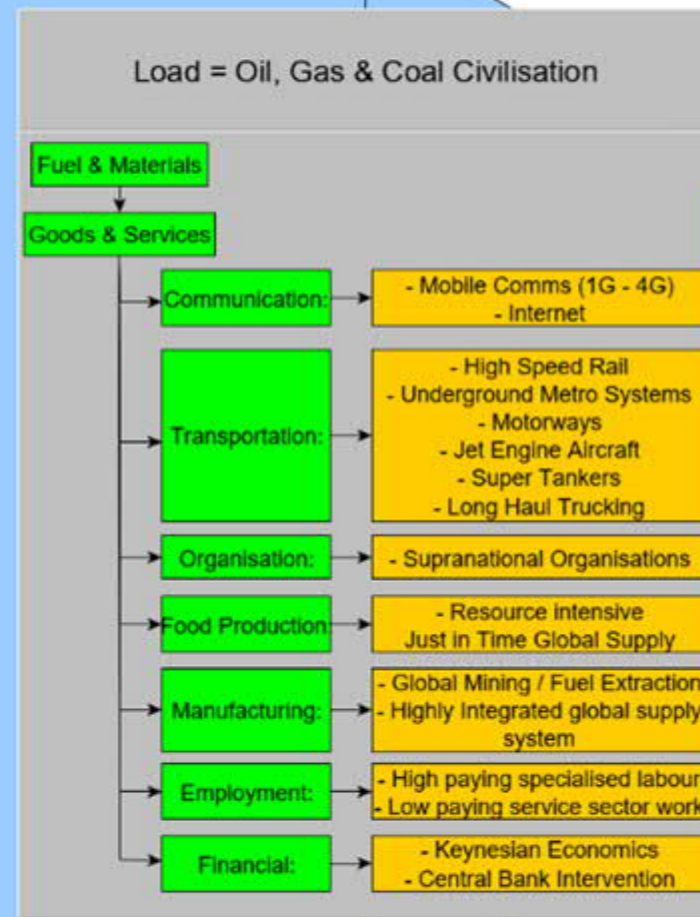 Load = Oil, Gas & Coal Civilisation
Fuel & Materials
Goods & Services
Communication:
- Mobile Comms (1G - 4G)
- Internet
Transportation:
- High Speed Rail
- Underground Metro Systems
- Motorways
- Jet Engine Aircraft
- Super Tankers
- Long Haul Trucking
Organisation:
- Supranational Organisations
Food Production:
- Resource intensive
Just in Time Global Supply
Manufacturing:
- Global Mining / Fuel Extraction
- Highly Integrated global supply
system
Employment:
- High paying specialised labour
- Low paying service sector work
Financial:
- Keynesian Economics
- Central Bank Intervention